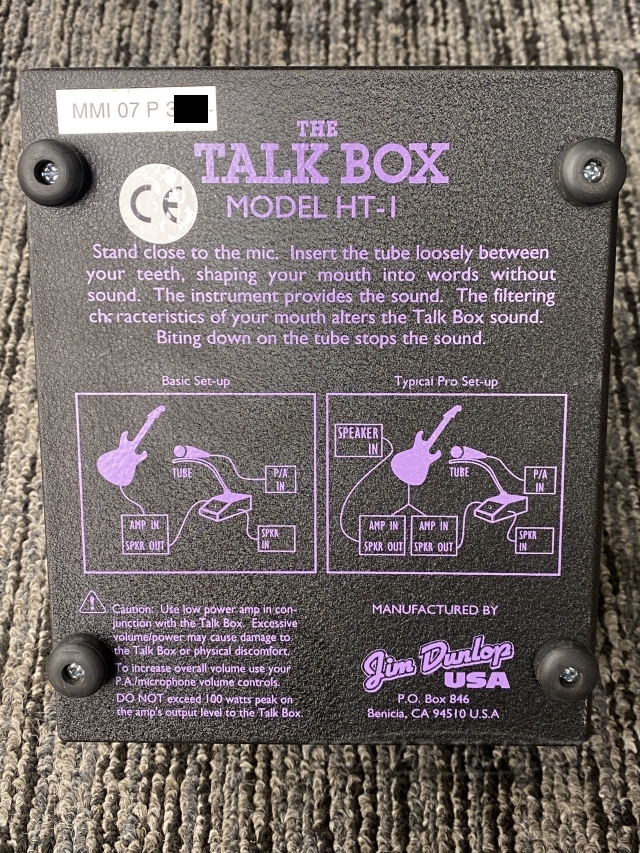 MMI 07 P 3
CE
THE
TALK BOX
MODEL HT-1
Stand close to the mic. Insert the tube loosely between
your teeth, shaping your mouth into words without
sound. The instrument provides the sound. The filtering
characteristics of your mouth alters the Talk Box sound.
Biting down on the tube stops the sound.
Basic Set-up
TUBE
P/A
IN
AMP IN
SPKR OUT
SPKR
IN
Typical Pro Set-up
SPEAKER
IN
TUBE
P/A
IN
AMP IN
SPKR OUT
AMP IN
SPKR OUT
SPKR
IN
Caution: Use low power amp in con-
junction with the Talk Box. Excessive
volume/power may cause damage to
the Talk Box or physical discomfort.
To increase overall volume use your
P.A./microphone volume controls.
DO NOT exceed 100 watts peak on
the amp's output level to the Talk Box.
MANUFACTURED BY
Jim Dunlop
USA
P.O. Box 846
Benicia, CA 94510 U.S.A